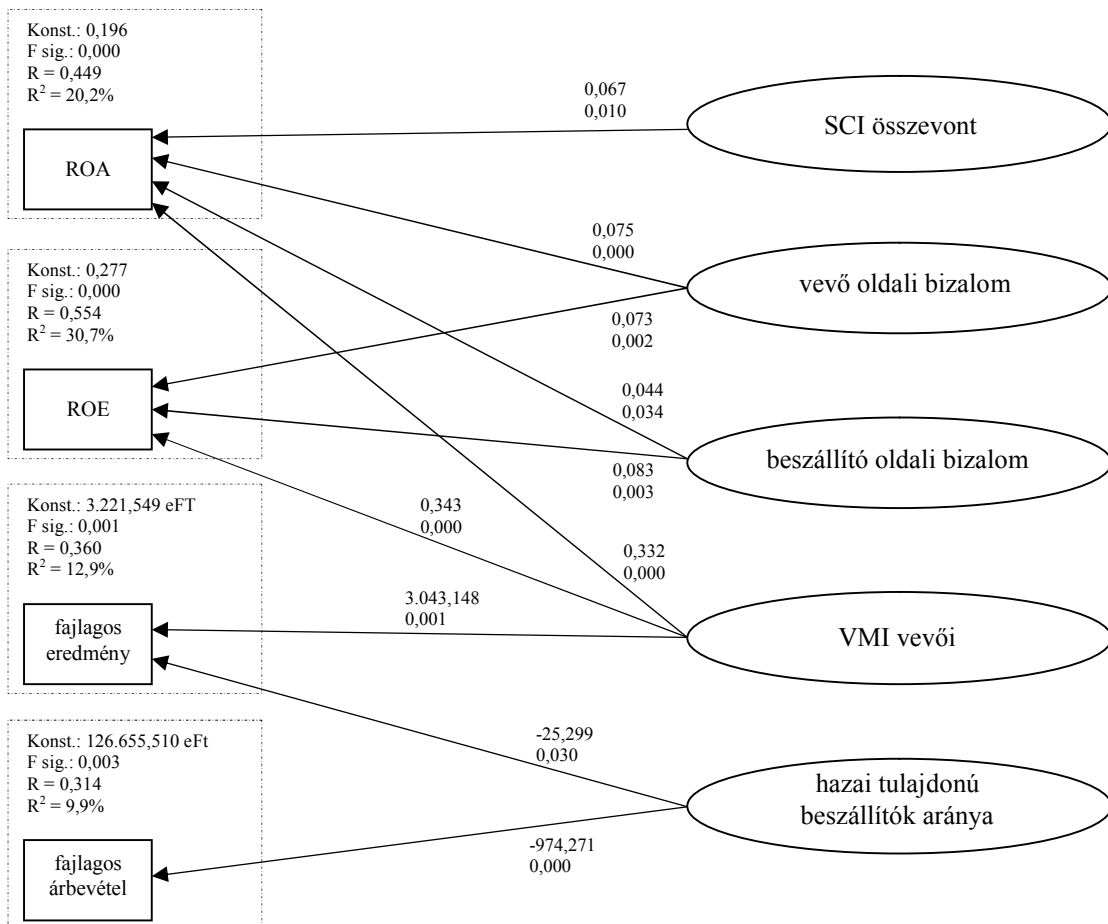 Konst.: 0,196
F sig.: 0,000
R = 0,449
R² = 20,2%
ROA
0,067
0,010
SCI összevont
Konst.: 0,277
F sig.: 0,000
R = 0,554
R² = 30,7%
ROE
0,075
0,000
vevő oldali bizalom
0,073
0,002
0,044
0,034
beszállító oldali bizalom
0,083
0,003
Konst.: 3.221,549 eFT
F sig.: 0,001
R = 0,360
R² = 12,9%
fajlagos
eredmény
0,343
0,000
0,332
0,000
3.043,148
0,001
VMI vevői
Konst.: 126.655,510 eFt
F sig.: 0,003
R = 0,314
R² = 9,9%
fajlagos
árbevétel
-25,299
0,030
hazai tulajdonú
beszállítók aránya
-974,271
0,000